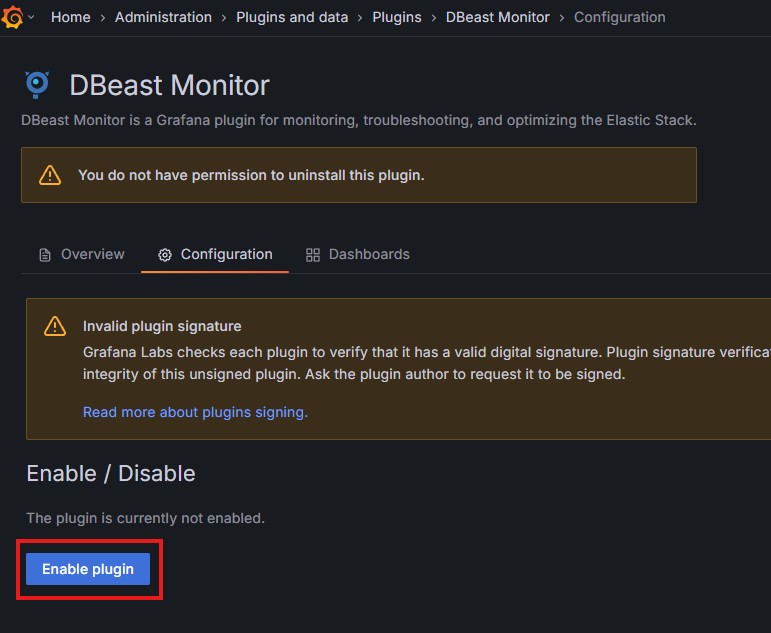 Home › Administration › Plugins and data › Plugins › DBeast Monitor › Configuration
DBeast Monitor
DBeast Monitor is a Grafana plugin for monitoring, troubleshooting, and optimizing the Elastic Stack.
You do not have permission to uninstall this plugin.
Overview Configuration Dashboards
Invalid plugin signature
Grafana Labs checks each plugin to verify that it has a valid digital signature. Plugin signature verificat
integrity of this unsigned plugin. Ask the plugin author to request it to be signed.
Read more about plugins signing.
Enable / Disable
The plugin is currently not enabled.
Enable plugin